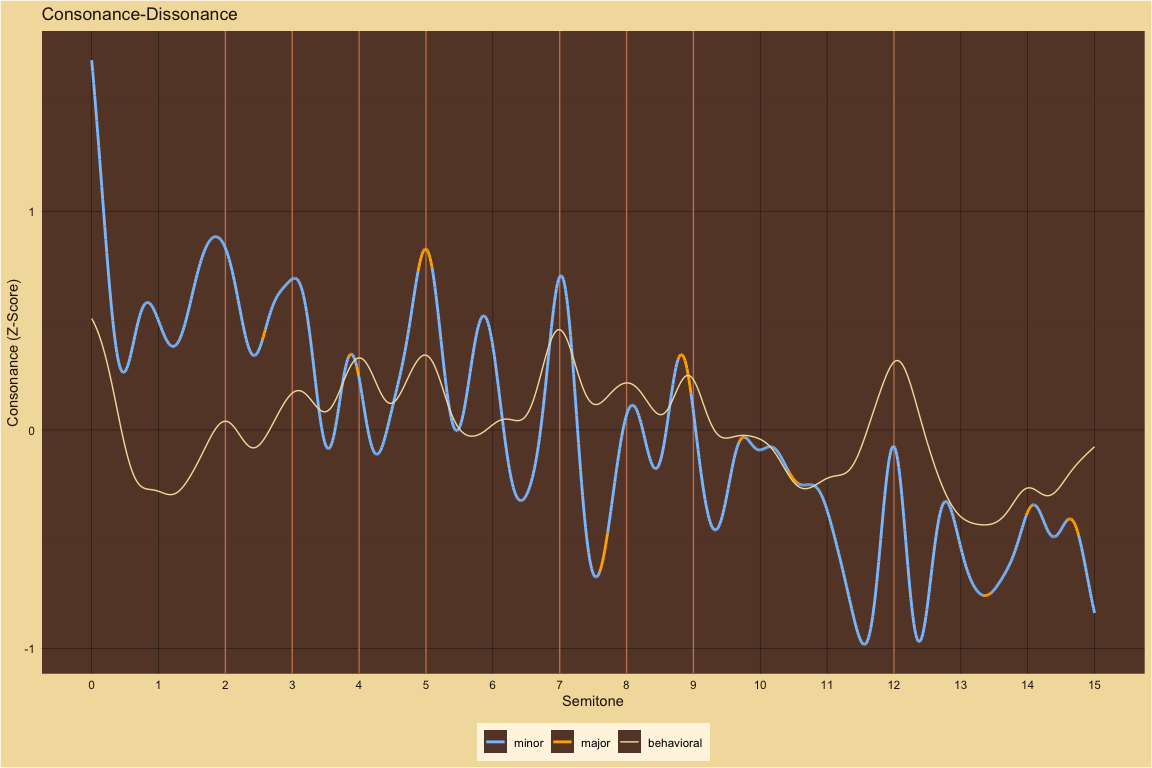 Consonance-Dissonance
Consonance (Z-Score)
1
0
-1
0 1 2 3 4 5 6 7 8 9 10 11 12 13 14 15
Semitone
minor major behavioral